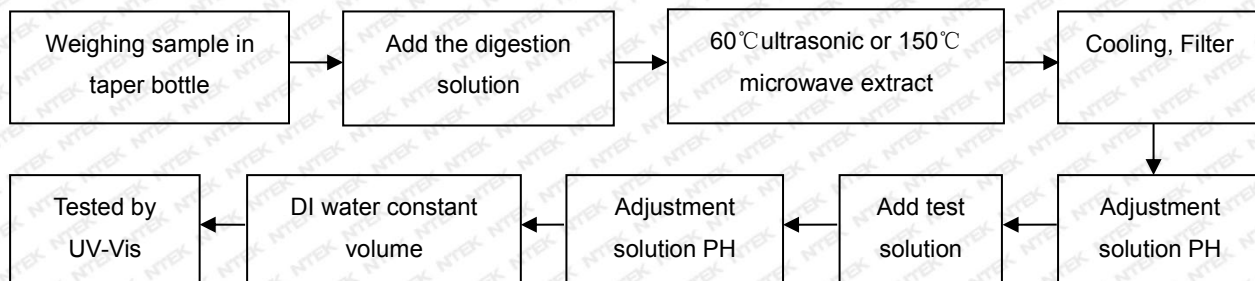 Weighing sample in
taper bottle
Add the digestion
solution
60℃ultrasonic or 150℃
microwave extract
Cooling, Filter
Adjustment
solution PH
Add test
solution
Adjustment
solution PH
DI water constant
volume
Tested by
UV-Vis
NTEK